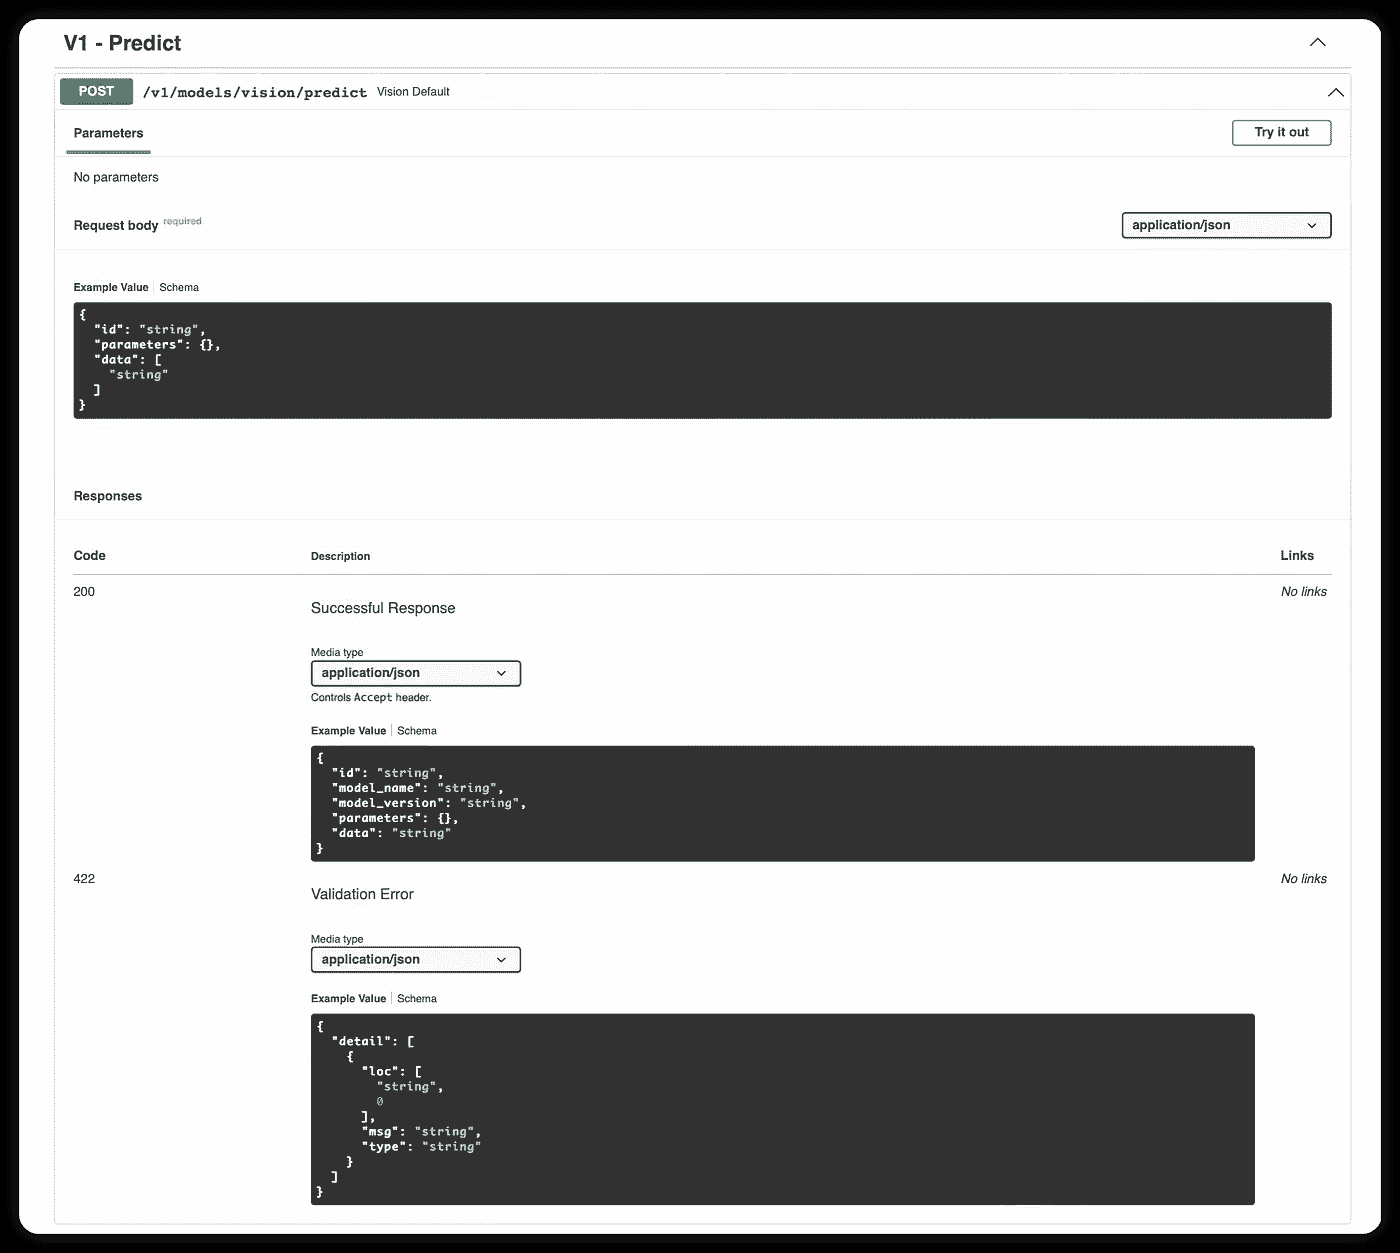 V1 - Predict
POST /v1/models/vision/predict Vision Default
Parameters Try it out
No parameters
Request body required application/json
Example Value Schema
{
"id": "string",
"parameters": {},
"data": [
"string"
]
}
Responses
Code Description Links
200 No links
Successful Response
Media type
application/json
Controls Accept header.
Example Value Schema
{
"id": "string",
"model_name": "string",
"model_version": "string",
"parameters": {},
"data": "string"
}
422 No links
Validation Error
Media type
application/json
Example Value Schema
{
"detail": [
{
"loc": [
"string",
0
],
"msg": "string",
"type": "string"
}
]
}